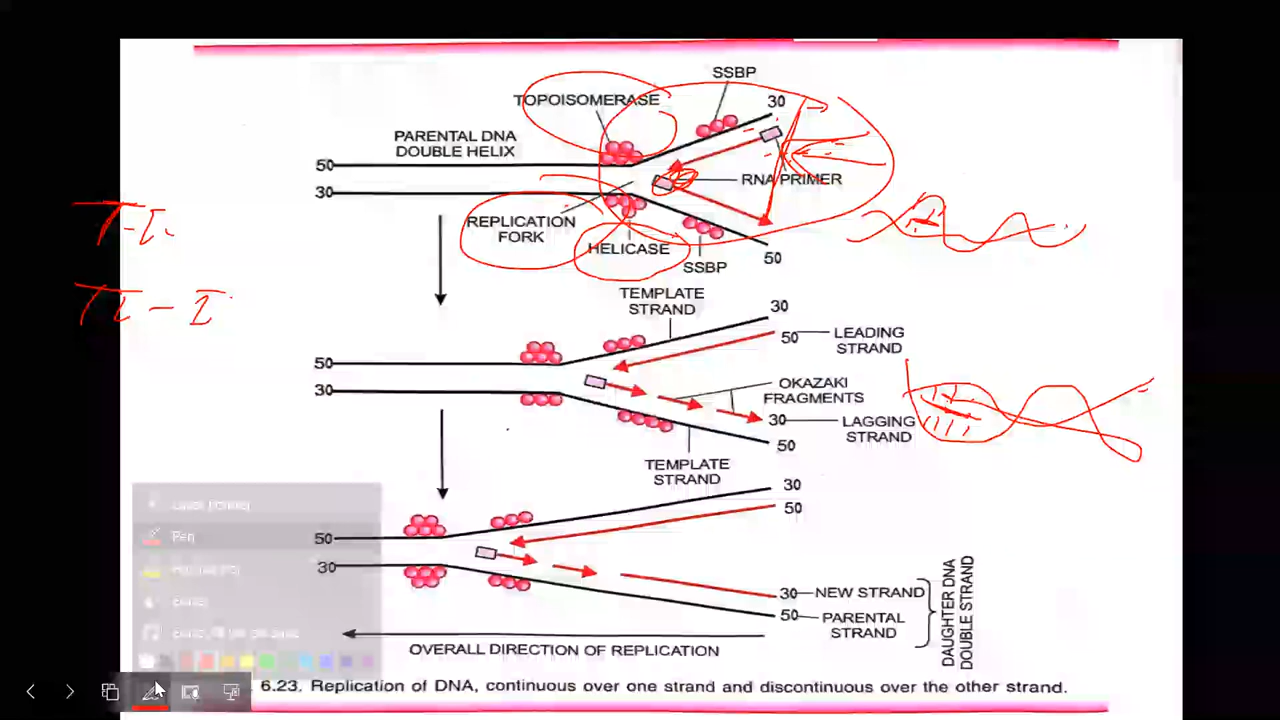 SSBP
TOPOISOMERASE
30
PARENTAL DNA
DOUBLE HELIX
50
RNA PRIMER
30
REPLICATION
FORK
HELICASE
SSBP
50
TEMPLATE
STRAND
30
50
LEADING
STRAND
50
30
OKAZAKI
FRAGMENTS
30
LAGGING
STRAND
50
TEMPLATE
STRAND
30
50
50
30
30
NEW STRAND
50
PARENTAL
STRAND
DAUGHTER DNA
DOUBLE STRAND
OVERALL DIRECTION OF REPLICATION
Pen
6.23. Replication of DNA, continuous over one strand and discontinuous over the other strand.